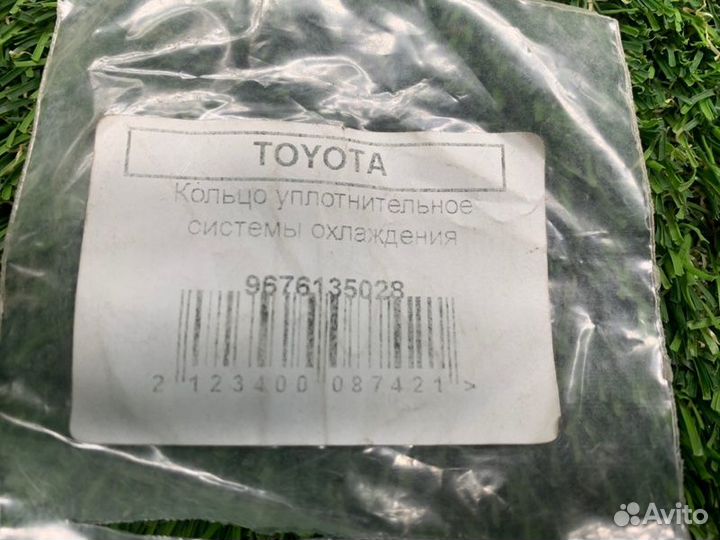 TOYOTA
Кольцо уплотнительное
системы охлаждения
9676135028
2 123400 087421 >
Avito